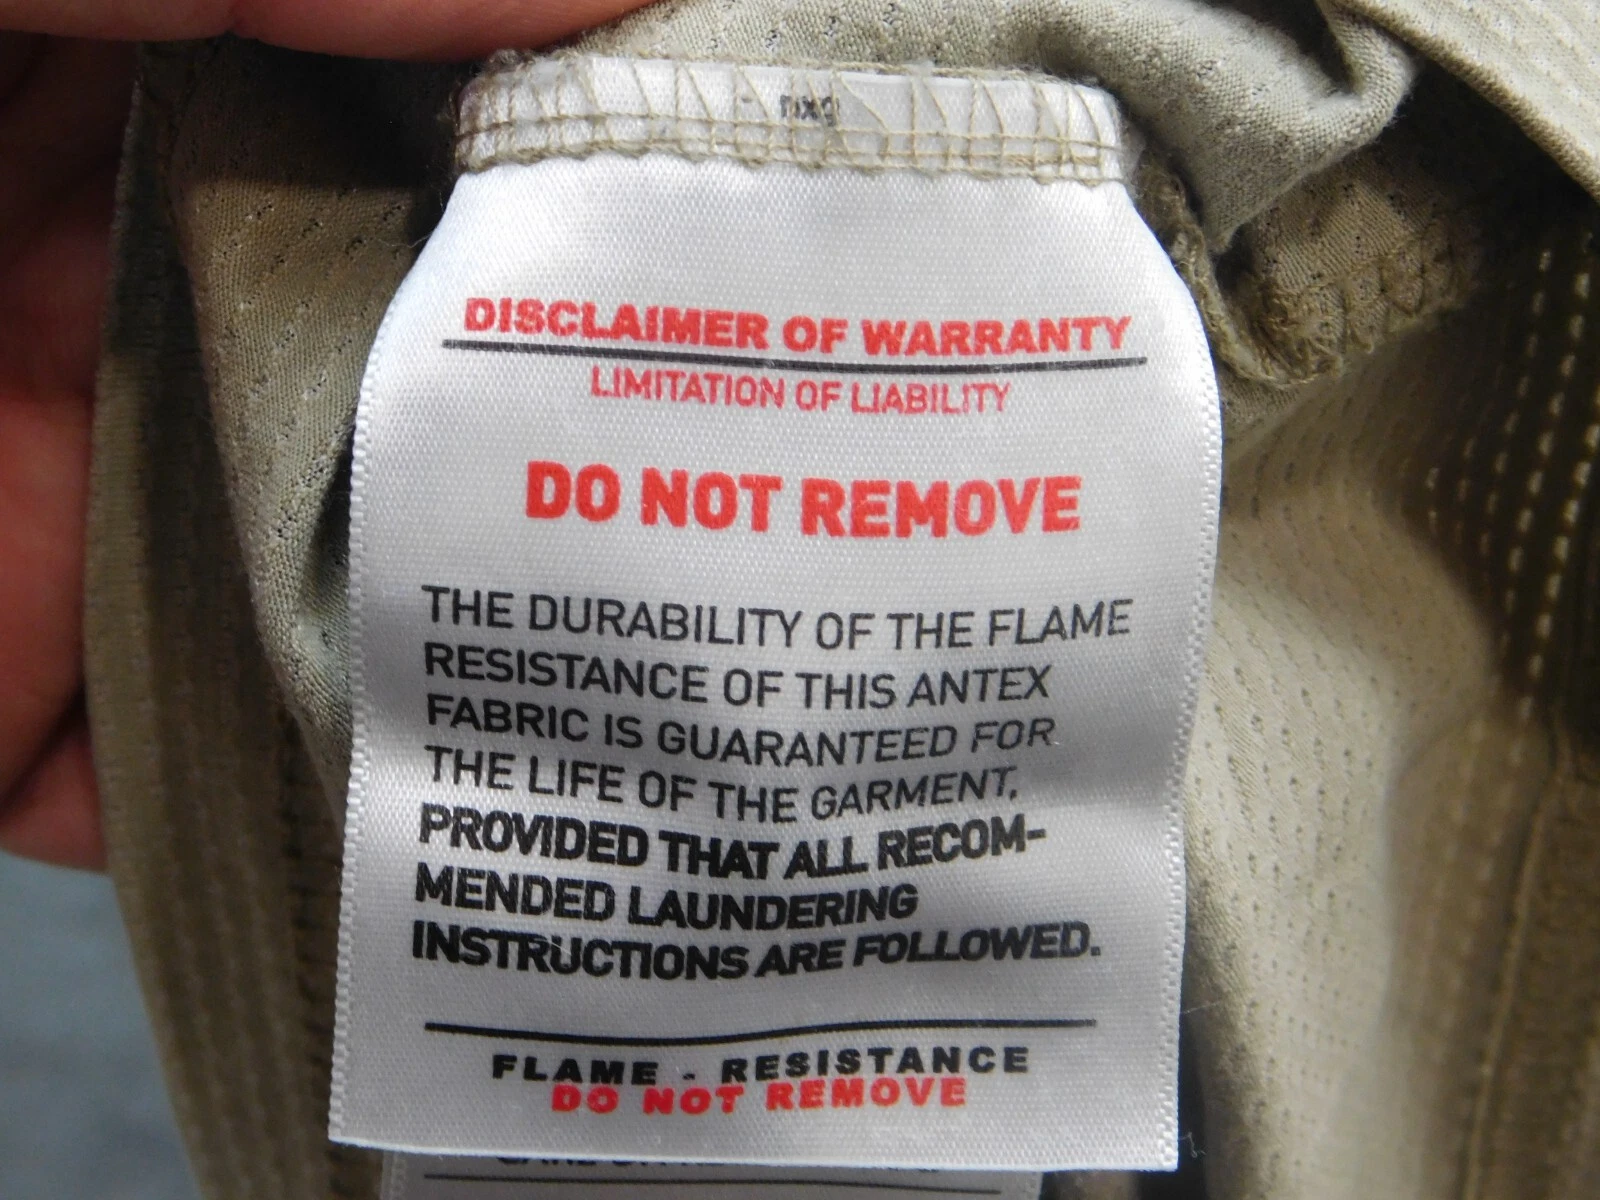 DISCLAIMER OF WARRANTY
LIMITATION OF LIABILITY
DO NOT REMOVE
THE DURABILITY OF THE FLAME
RESISTANCE OF THIS ANTEX
FABRIC IS GUARANTEED FOR
THE LIFE OF THE GARMENT,
PROVIDED THAT ALL RECOM-
MENDED LAUNDERING
INSTRUCTIONS ARE FOLLOWED.
FLAME - RESISTANCE
DO NOT REMOVE